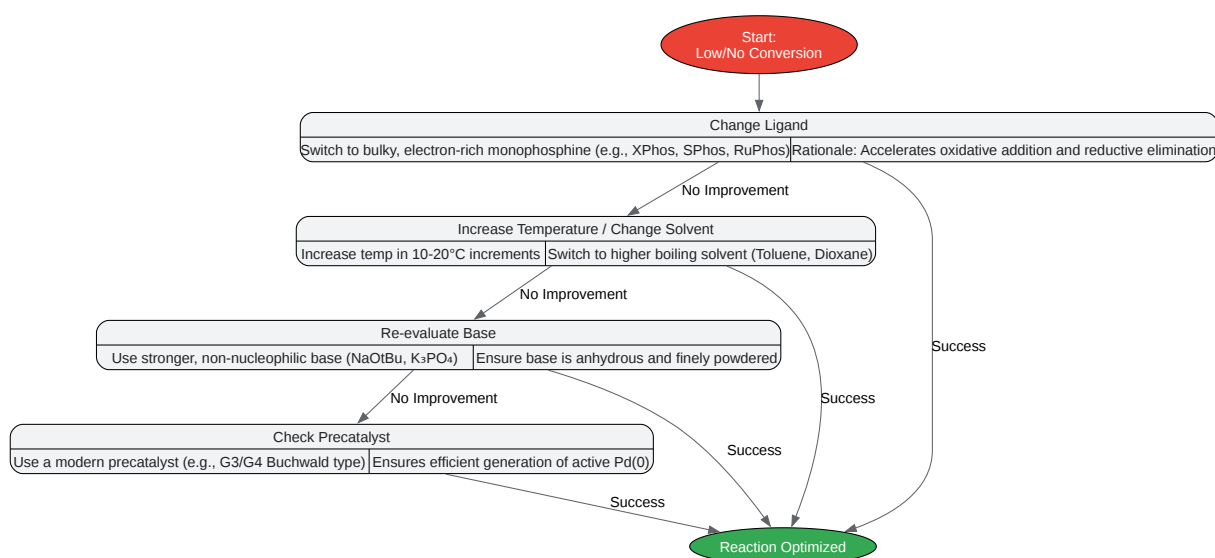 Start:
Low/No Conversion
Change Ligand
Switch to bulky, electron-rich monophosphine (e.g., XPhos, SPhos, RuPhos)
Rationale: Accelerates oxidative addition and reductive elimination
No Improvement
Increase Temperature / Change Solvent
Increase temp in 10-20°C increments
Switch to higher boiling solvent (Toluene, Dioxane)
No Improvement
Success
Re-evaluate Base
Use stronger, non-nucleophilic base (NaOtBu, K₃PO₄)
Ensure base is anhydrous and finely powdered
No Improvement
Success
Check Precatalyst
Use a modern precatalyst (e.g., G3/G4 Buchwald type)
Ensures efficient generation of active Pd(0)
Success
Success
Reaction Optimized